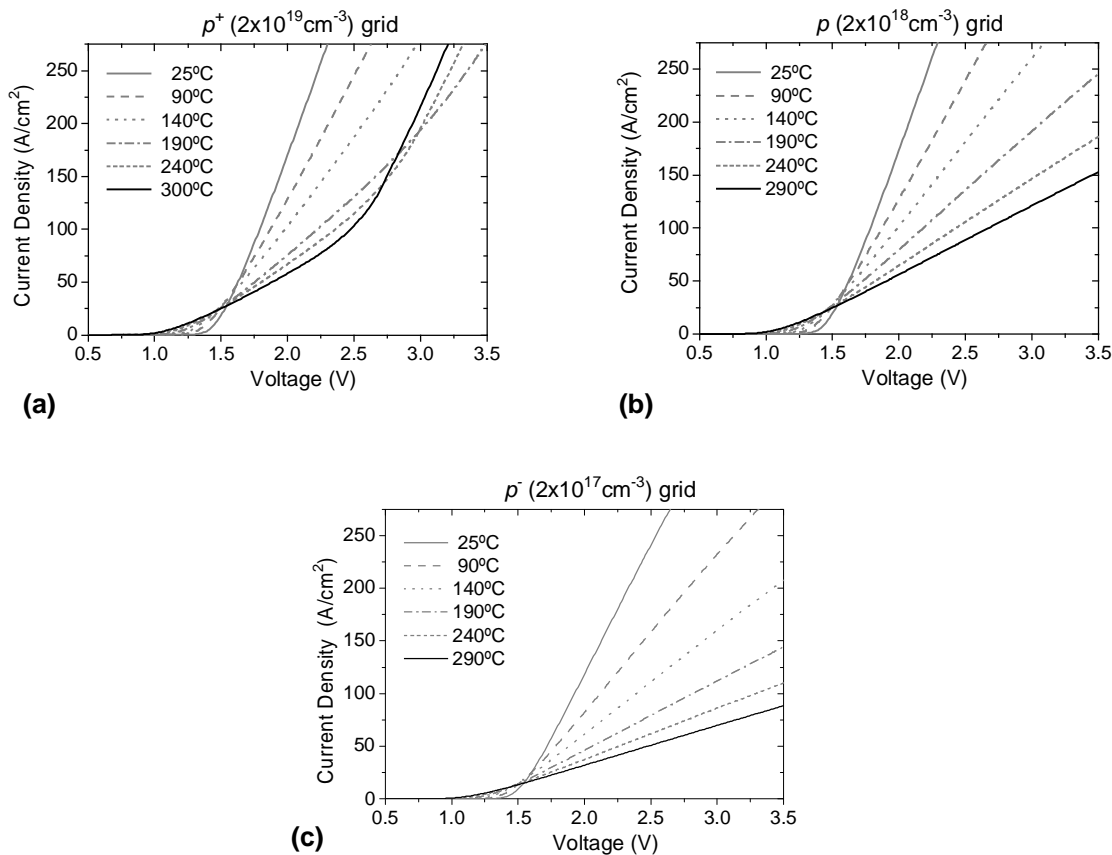 p⁺ (2x10¹⁹cm⁻³) grid
25ºC
90ºC
140ºC
190ºC
240ºC
300ºC
250
200
150
100
50
0
0.5 1.0 1.5 2.0 2.5 3.0 3.5
Current Density (A/cm²)
Voltage (V)
(a)
p (2x10¹⁸cm⁻³) grid
25ºC
90ºC
140ºC
190ºC
240ºC
290ºC
250
200
150
100
50
0
0.5 1.0 1.5 2.0 2.5 3.0 3.5
Current Density (A/cm²)
Voltage (V)
(b)
p⁻ (2x10¹⁷cm⁻³) grid
25ºC
90ºC
140ºC
190ºC
240ºC
290ºC
250
200
150
100
50
0
0.5 1.0 1.5 2.0 2.5 3.0 3.5
Current Density (A/cm²)
Voltage (V)
(c)